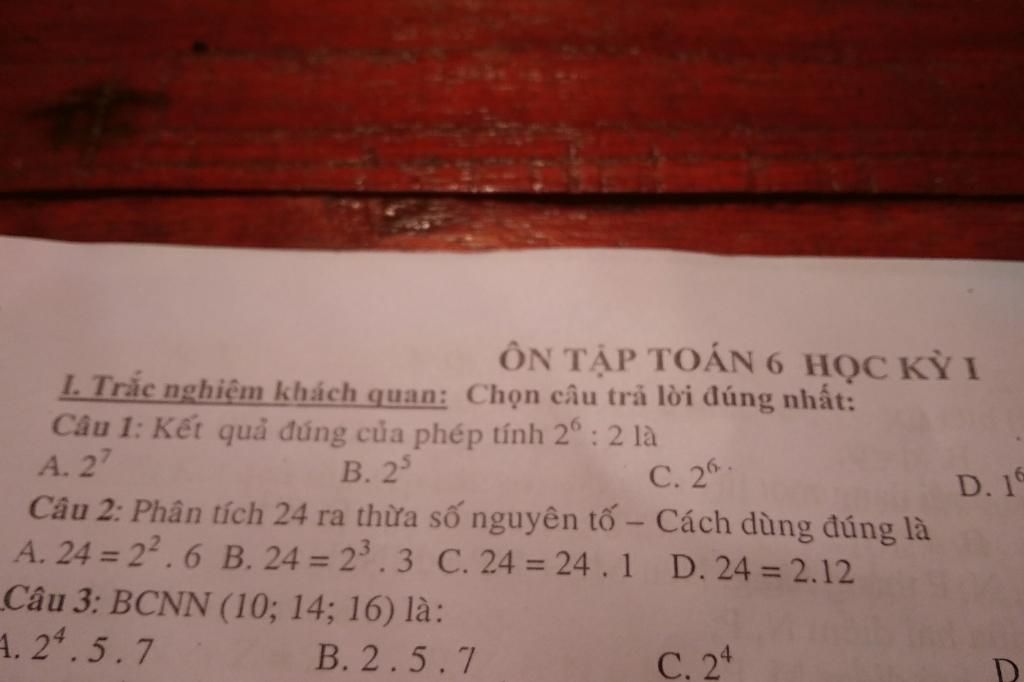 ÔN TẬP TOÁN 6 HỌC KỲ I
I. Trắc nghiệm khách quan: Chọn câu trả lời đúng nhất:
Câu 1: Kết quả đúng của phép tính 2⁶ : 2 là
A. 2⁷ B. 2⁵ C. 2⁶ D. 1⁶
Câu 2: Phân tích 24 ra thừa số nguyên tố – Cách dùng đúng là
A. 24 = 2² . 6 B. 24 = 2³ . 3 C. 24 = 24 . 1 D. 24 = 2.12
Câu 3: BCNN (10; 14; 16) là:
A. 2⁴ . 5 . 7 B. 2 . 5 . 7 C. 2⁴ D